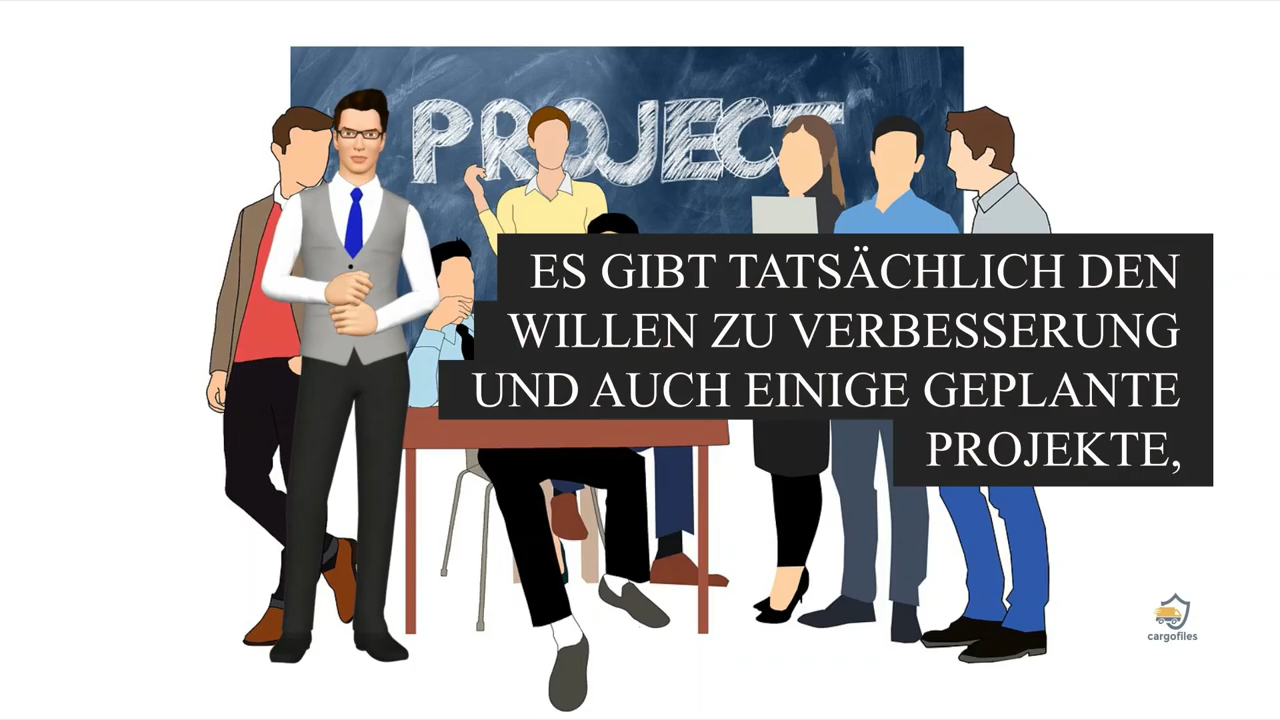 PROJECT
ES GIBT TATSÄCHLICH DEN
WILLEN ZU VERBESSERUNG
UND AUCH EINIGE GEPLANTE
PROJEKTE,
cargofiles